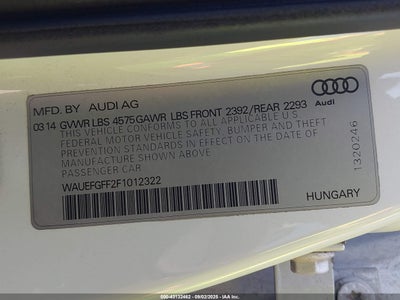 MFD. BY AUDI AG
03 14 GVWR LBS 4575 GAWR LBS FRONT 2392/REAR 2293
THIS VEHICLE CONFORMS TO ALL APPLICABLE U.S.
FEDERAL MOTOR VEHICLE SAFETY, BUMPER AND THEFT
PREVENTION STANDARDS IN EFFECT ON THE DATE OF
MANUFACTURE SHOWN ABOVE.
PASSENGER CAR
WAUEFGFF2F1012322
Audi
1320246
HUNGARY